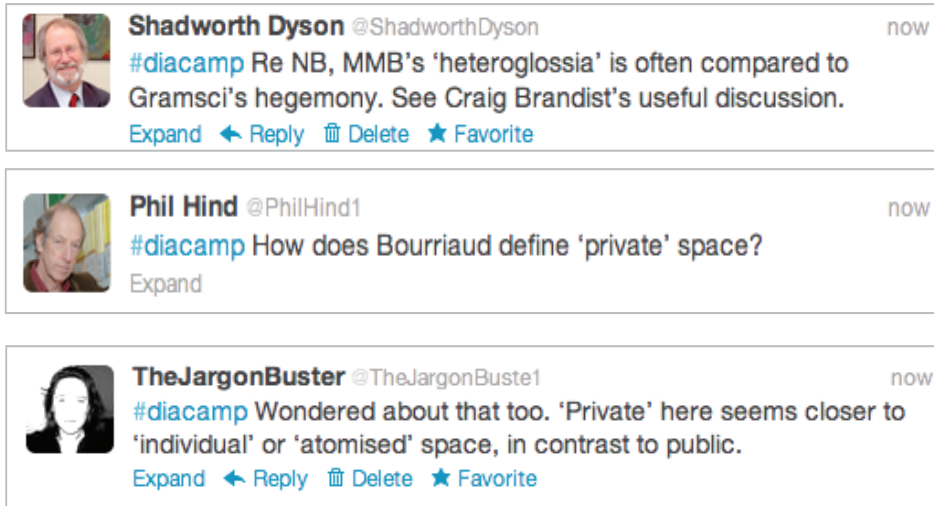 Shadworth Dyson @ShadworthDyson now
#diacamp Re NB, MMB's ‘heteroglossia’ is often compared to
Gramsci's hegemony. See Craig Brandist's useful discussion.
Expand Reply Delete Favorite
Phil Hind @PhilHind1 now
#diacamp How does Bourriaud define ‘private’ space?
Expand
TheJargonBuster @TheJargonBuste1 now
#diacamp Wondered about that too. ‘Private’ here seems closer to
‘individual’ or ‘atomised’ space, in contrast to public.
Expand Reply Delete Favorite